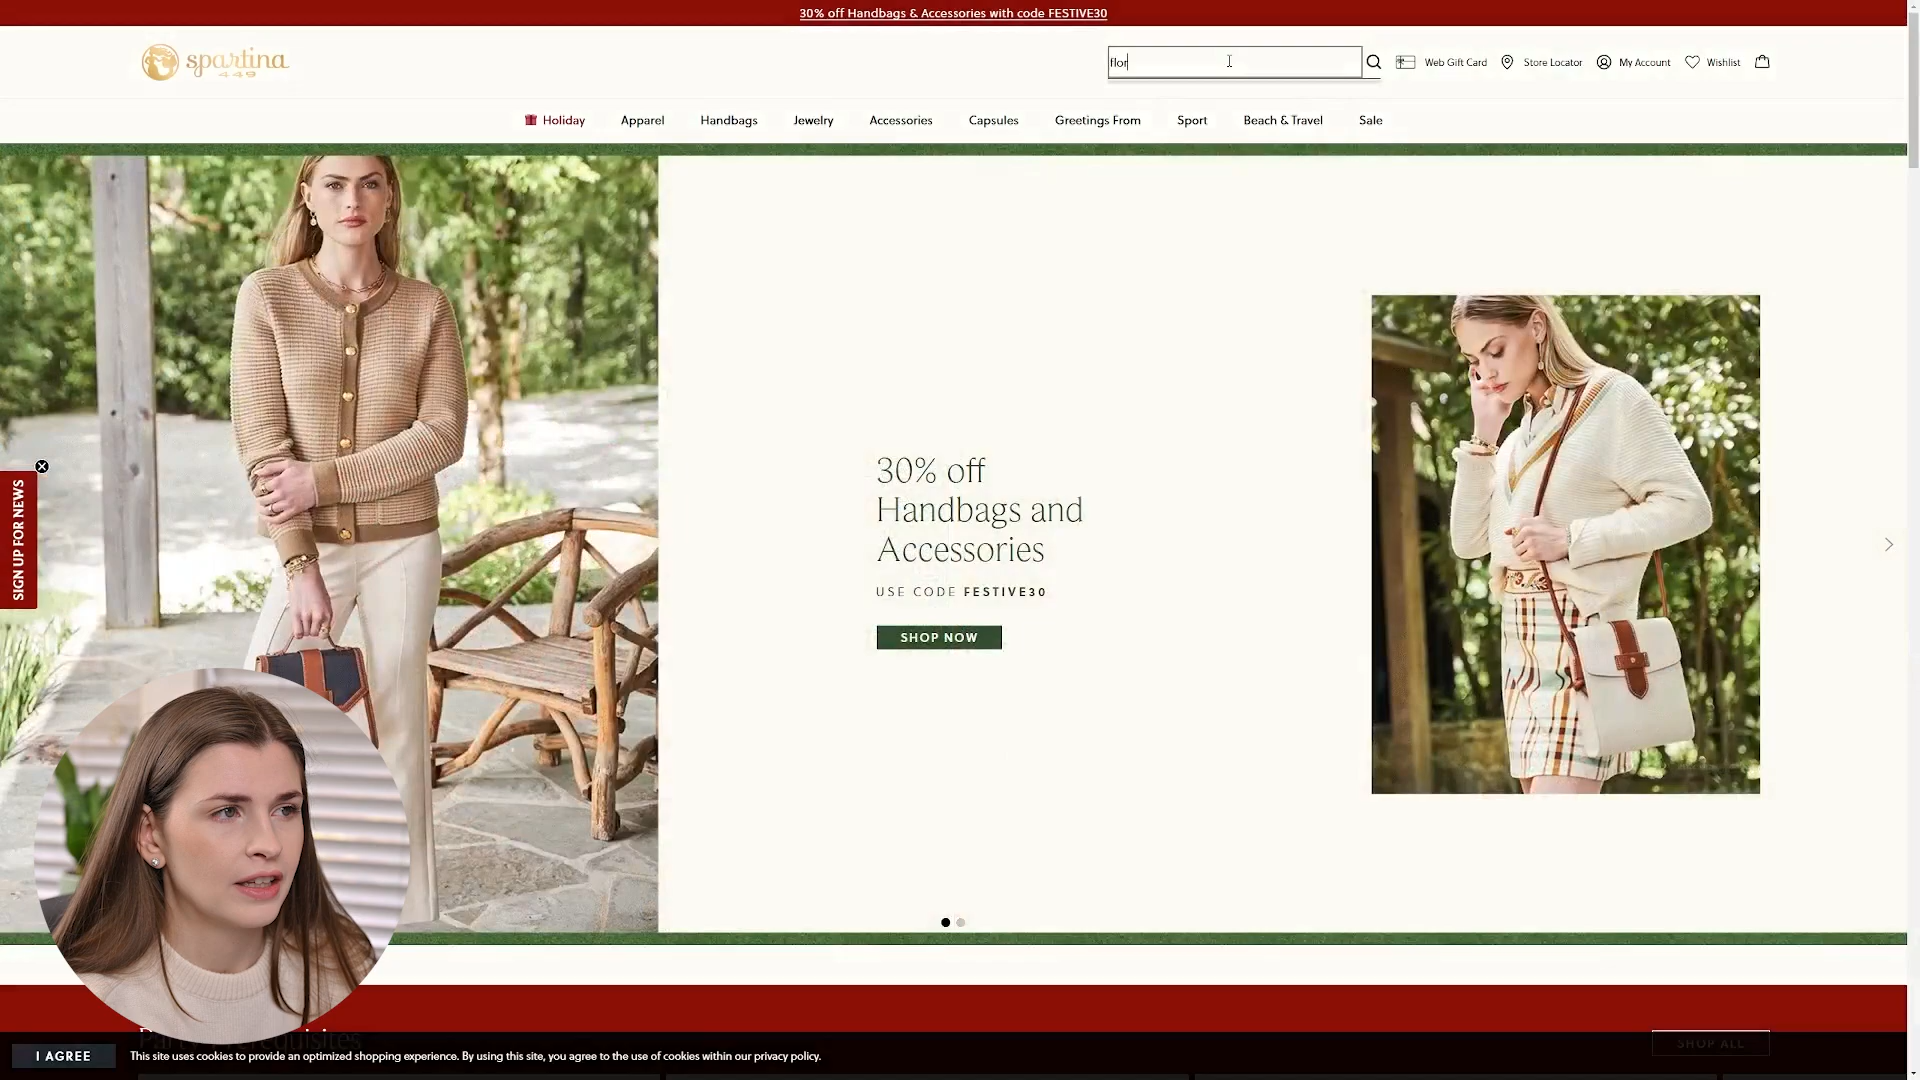 30% off Handbags & Accessories with code FESTIVE30
spartina
449
flor
Web Gift Card
Store Locator
My Account
Wishlist
Holiday
Apparel
Handbags
Jewelry
Accessories
Capsules
Greetings From
Sport
Beach & Travel
Sale
30% off
Handbags and
Accessories
USE CODE FESTIVE30
SHOP NOW
SIGN UP FOR NEWS
SHOP ALL
I AGREE
This site uses cookies to provide an optimized shopping experience. By using this site, you agree to the use of cookies within our privacy policy.